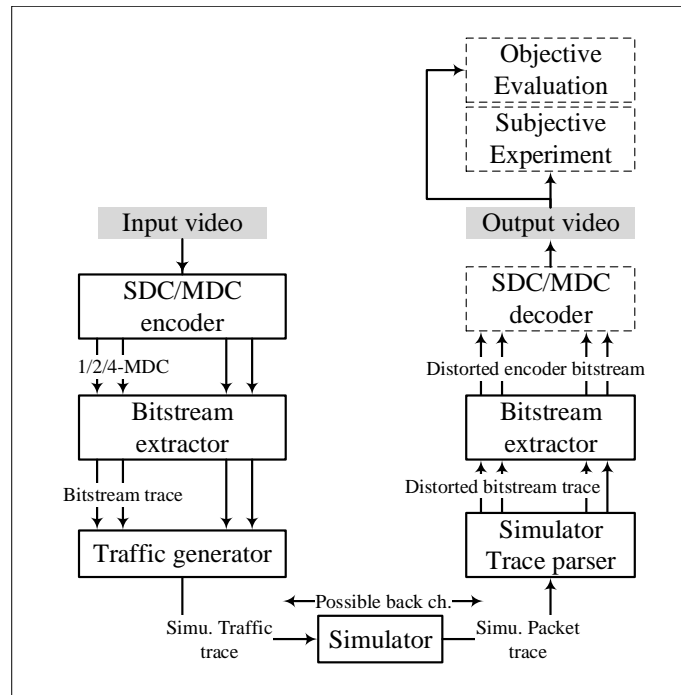 Objective
Evaluation
Subjective
Experiment
Input video
Output video
SDC/MDC
encoder
SDC/MDC
decoder
1/2/4-MDC
Distorted encoder bitstream
Bitstream
extractor
Bitstream
extractor
Bitstream trace
Distorted bitstream trace
Traffic generator
Simulator
Trace parser
Possible back ch.
Simu. Traffic
trace
Simulator
Simu. Packet
trace